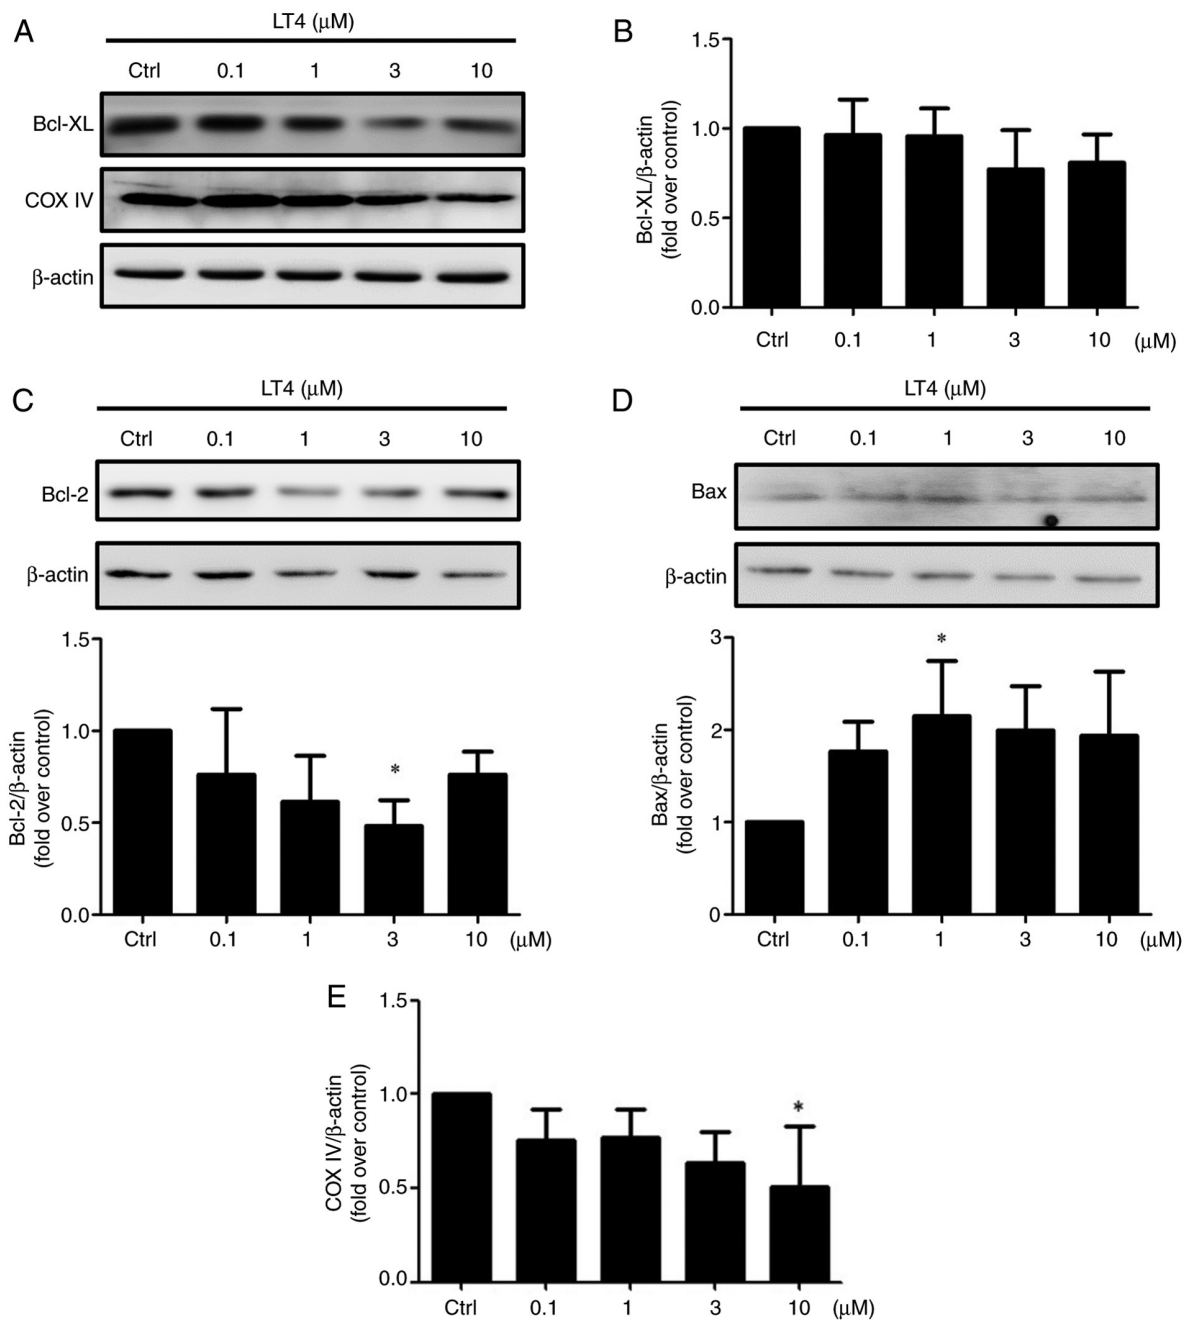 A
LT4 (μM)
Ctrl 0.1 1 3 10
Bcl-XL
COX IV
β-actin
B
Bcl-XL/β-actin
(fold over control)
1.5
1.0
0.5
0.0
Ctrl 0.1 1 3 10 (μM)
C
LT4 (μM)
Ctrl 0.1 1 3 10
Bcl-2
β-actin
Bcl-2/β-actin
(fold over control)
1.5
1.0
0.5
0.0
*
Ctrl 0.1 1 3 10 (μM)
D
LT4 (μM)
Ctrl 0.1 1 3 10
Bax
β-actin
Bax/β-actin
(fold over control)
3
2
1
0
*
Ctrl 0.1 1 3 10 (μM)
E
COX IV/β-actin
(fold over control)
1.5
1.0
0.5
0.0
*
Ctrl 0.1 1 3 10 (μM)